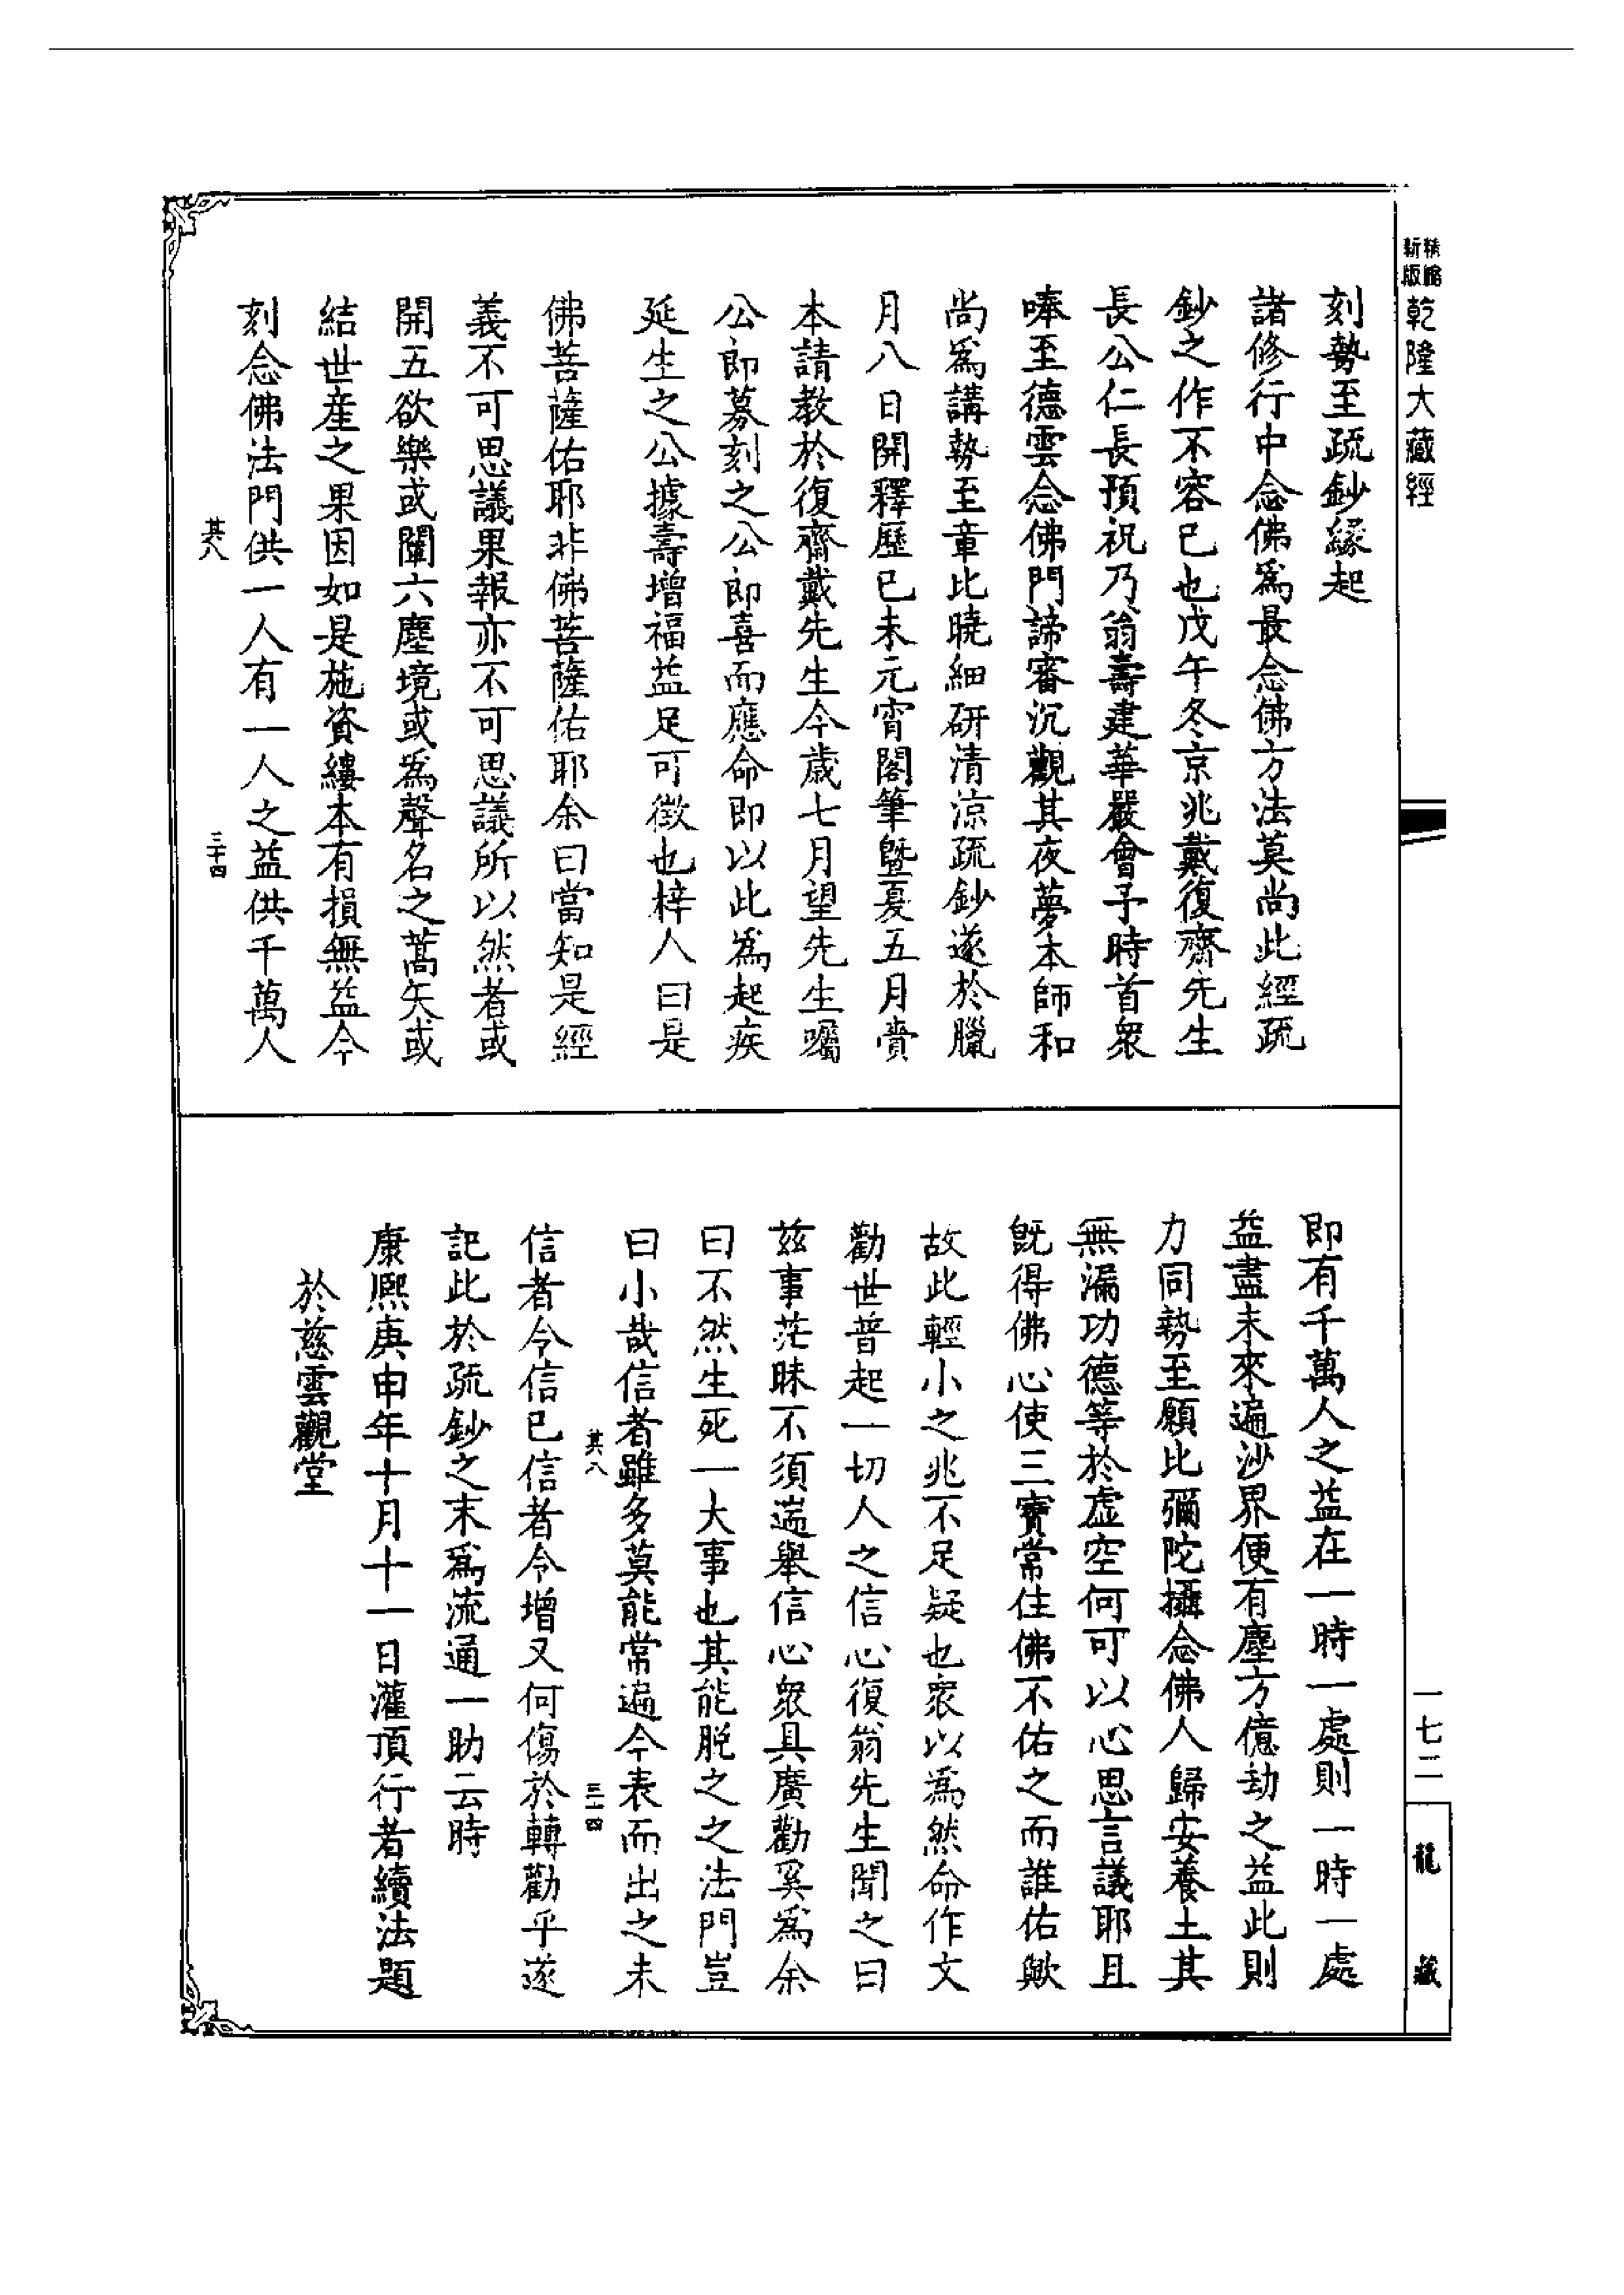 精縮新版乾隆大藏經
刻勢至疏鈔緣起
諸修行中念佛為最念佛方法莫尚此經疏
鈔之作不容已也戊午冬京兆戴復齋先生
長公仁長預祝乃翁壽建華嚴會予時首眾
唪至德雲念佛門諦審沉觀其夜夢本師和
尚為講勢至章比曉細研清涼疏鈔遂於臘
月八日開釋歷已未元宵閣筆暨夏五月賫
本請教於復齋戴先生今歲七月望先生囑
公郎募刻之公郎喜而應命即以此為起疾
延生之公據壽增福益足可徵也梓人曰是
佛菩薩佑耶非佛菩薩佑耶余曰當知是經
義不可思議果報亦不可思議所以然者或
開五欲樂或闡六塵境或為聲名之蒿矢或
結世產之果因如是施資縷本有損無益今
刻念佛法門供一人有一人之益供千萬人
其八
三十四
即有千萬人之益在一時一處則一時一處
益盡未來遍沙界便有塵方億劫之益此則
力同勢至願比彌陀攝念佛人歸安養土其
無漏功德等於虛空何可以心思言議耶且
既得佛心使三寶常住佛不佑之而誰佑歟
故此輕小之兆不足疑也眾以為然命作文
勸世普起一切人之信心復翁先生聞之曰
茲事茫昧不須遄舉信心眾具廣勸奚為余
曰不然生死一大事也其能脫之之法門豈
曰小哉信者雖多莫能常遍今表而出之未
其八
三十四
信者令信已信者令增又何傷於轉勸乎遂
記此於疏鈔之末為流通一助云時
康熙庚申年十月十一日灌頂行者續法題
於慈雲觀堂
一七二
龍藏